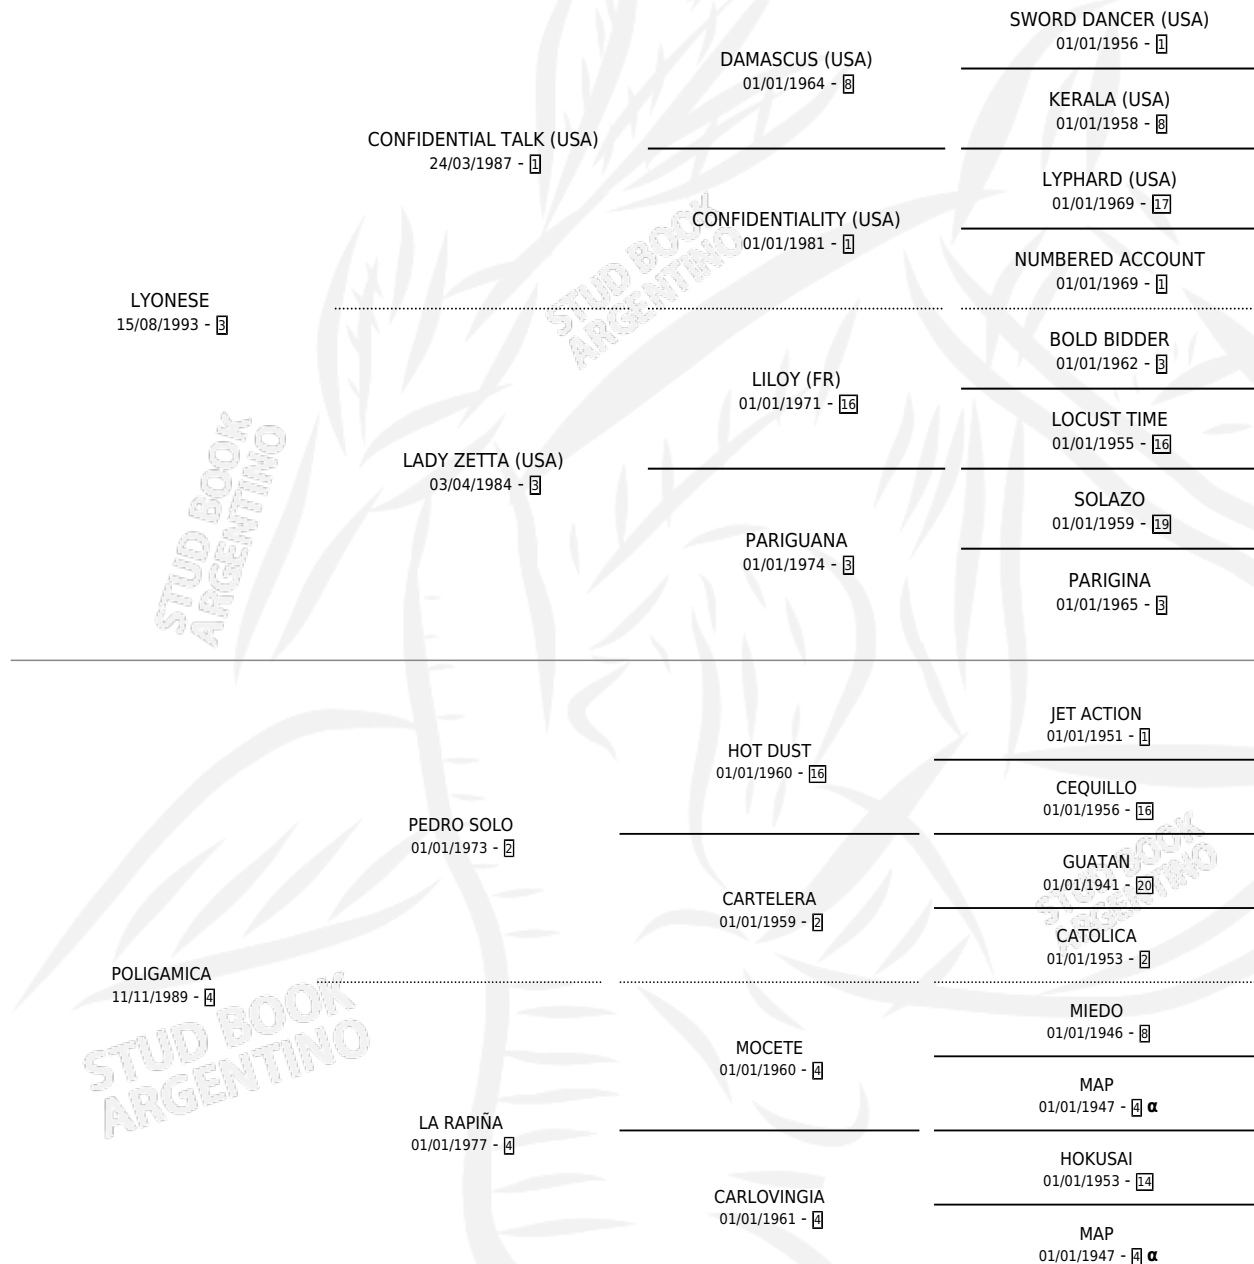 LYONESE
15/08/1993 - 3
CONFIDENTIAL TALK (USA)
24/03/1987 - 1
LADY ZETTA (USA)
03/04/1984 - 3
DAMASCUS (USA)
01/01/1964 - 8
CONFIDENTIALITY (USA)
01/01/1981 - 1
LILOY (FR)
01/01/1971 - 16
PARIGUANA
01/01/1974 - 3
SWORD DANCER (USA)
01/01/1956 - 1
KERALA (USA)
01/01/1958 - 8
LYPHARD (USA)
01/01/1969 - 17
NUMBERED ACCOUNT
01/01/1969 - 1
BOLD BIDDER
01/01/1962 - 3
LOCUST TIME
01/01/1955 - 16
SOLAZO
01/01/1959 - 19
PARIGINA
01/01/1965 - 3
STUD BOOK
ARGENTINO
STUD BOOK
ARGENTINO
POLIGAMICA
11/11/1989 - 4
PEDRO SOLO
01/01/1973 - 2
LA RAPIÑA
01/01/1977 - 4
HOT DUST
01/01/1960 - 16
CARTELERA
01/01/1959 - 2
MOCETE
01/01/1960 - 4
CARLOVINGIA
01/01/1961 - 4
JET ACTION
01/01/1951 - 1
CEQUILLO
01/01/1956 - 16
GUATAN
01/01/1941 - 20
CATOLICA
01/01/1953 - 2
MIEDO
01/01/1946 - 8
MAP
01/01/1947 - 4 α
HOKUSAI
01/01/1953 - 14
MAP
01/01/1947 - 4 α
STUD BOOK
ARGENTINO
STUD BOOK
ARGENTINO